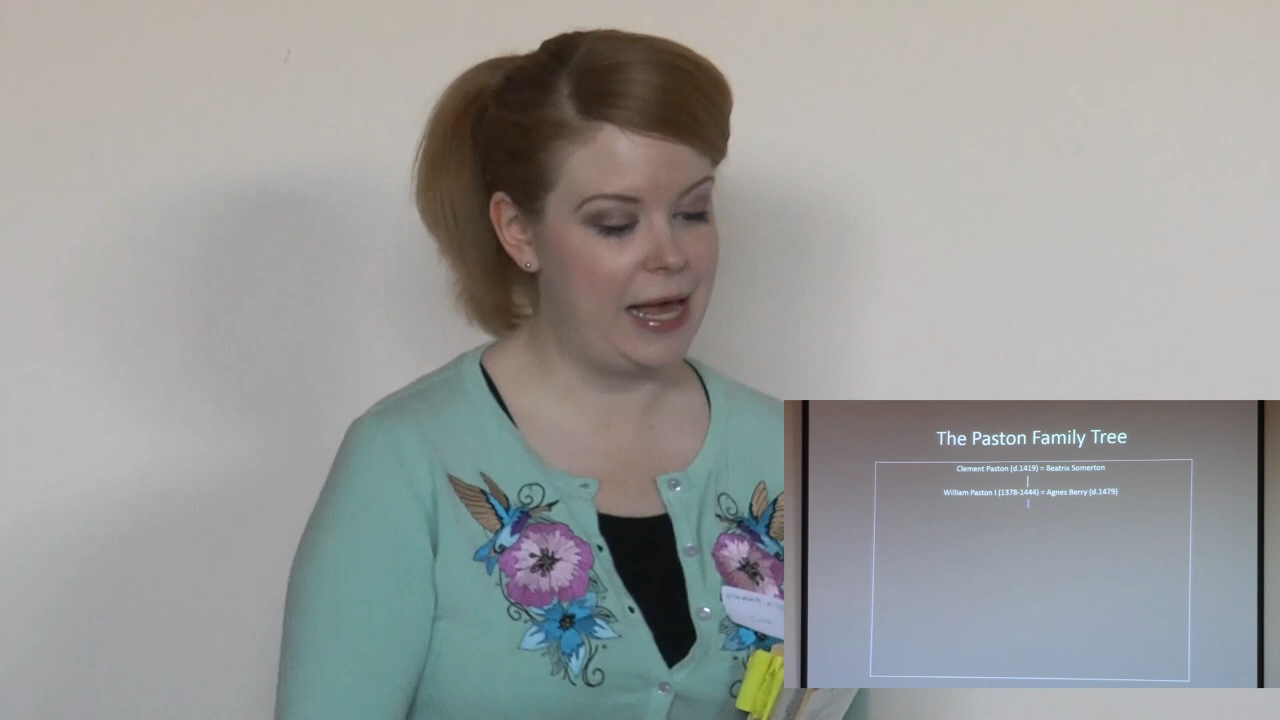 The Paston Family Tree
Clement Paston (d.1419) = Beatrix Somerton
William Paston I (1378-1444) = Agnes Berry (d.1479)